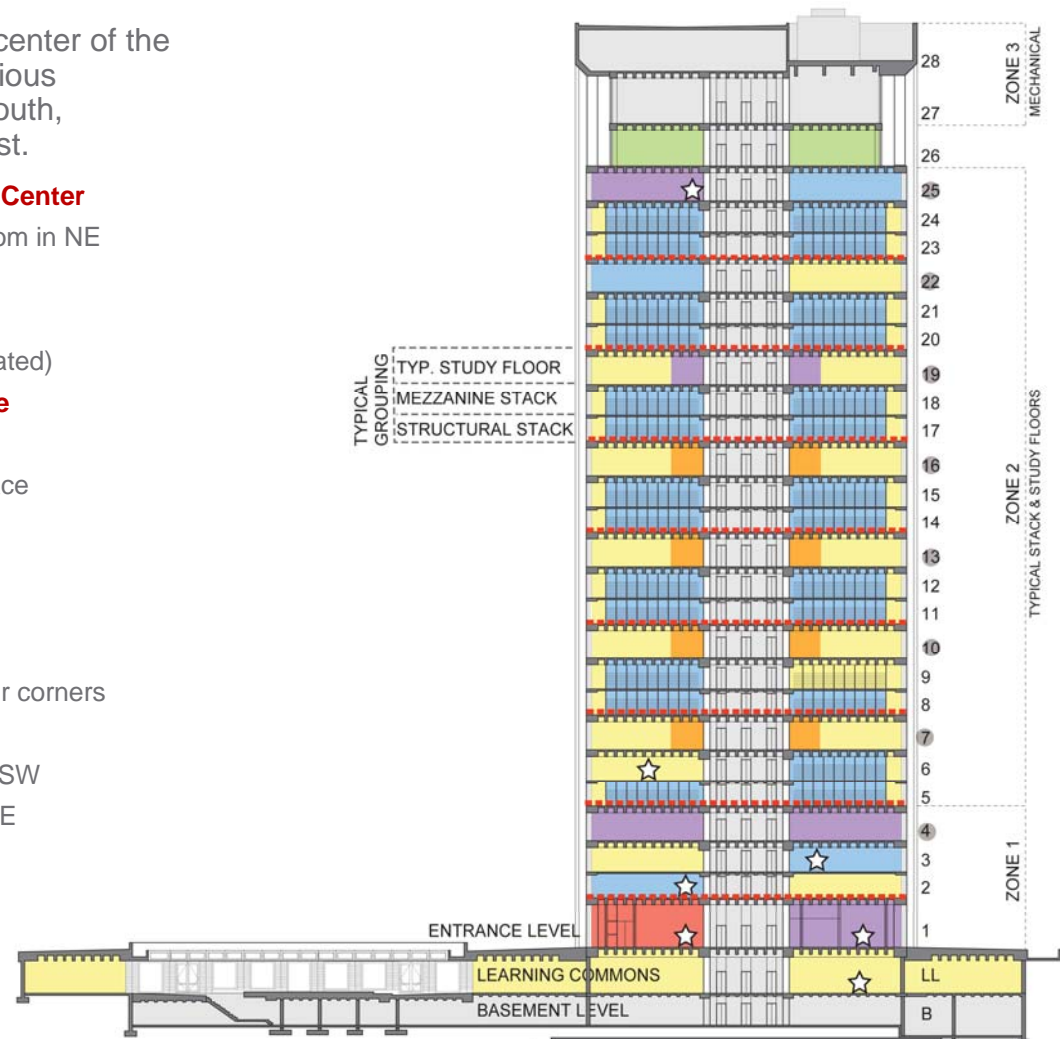 center of the
ious
outh,
st.
Center
om in NE
ated)
e
ce
r corners
SW
E
28
27
26
25
24
23
22
21
20
19
18
17
16
15
14
13
12
11
10
9
8
7
6
5
4
3
2
1
LL
B
ZONE 3
MECHANICAL
ZONE 2
TYPICAL STACK & STUDY FLOORS
ZONE 1
TYPICAL
GROUPING
TYP. STUDY FLOOR
MEZZANINE STACK
STRUCTURAL STACK
ENTRANCE LEVEL
LEARNING COMMONS
BASEMENT LEVEL